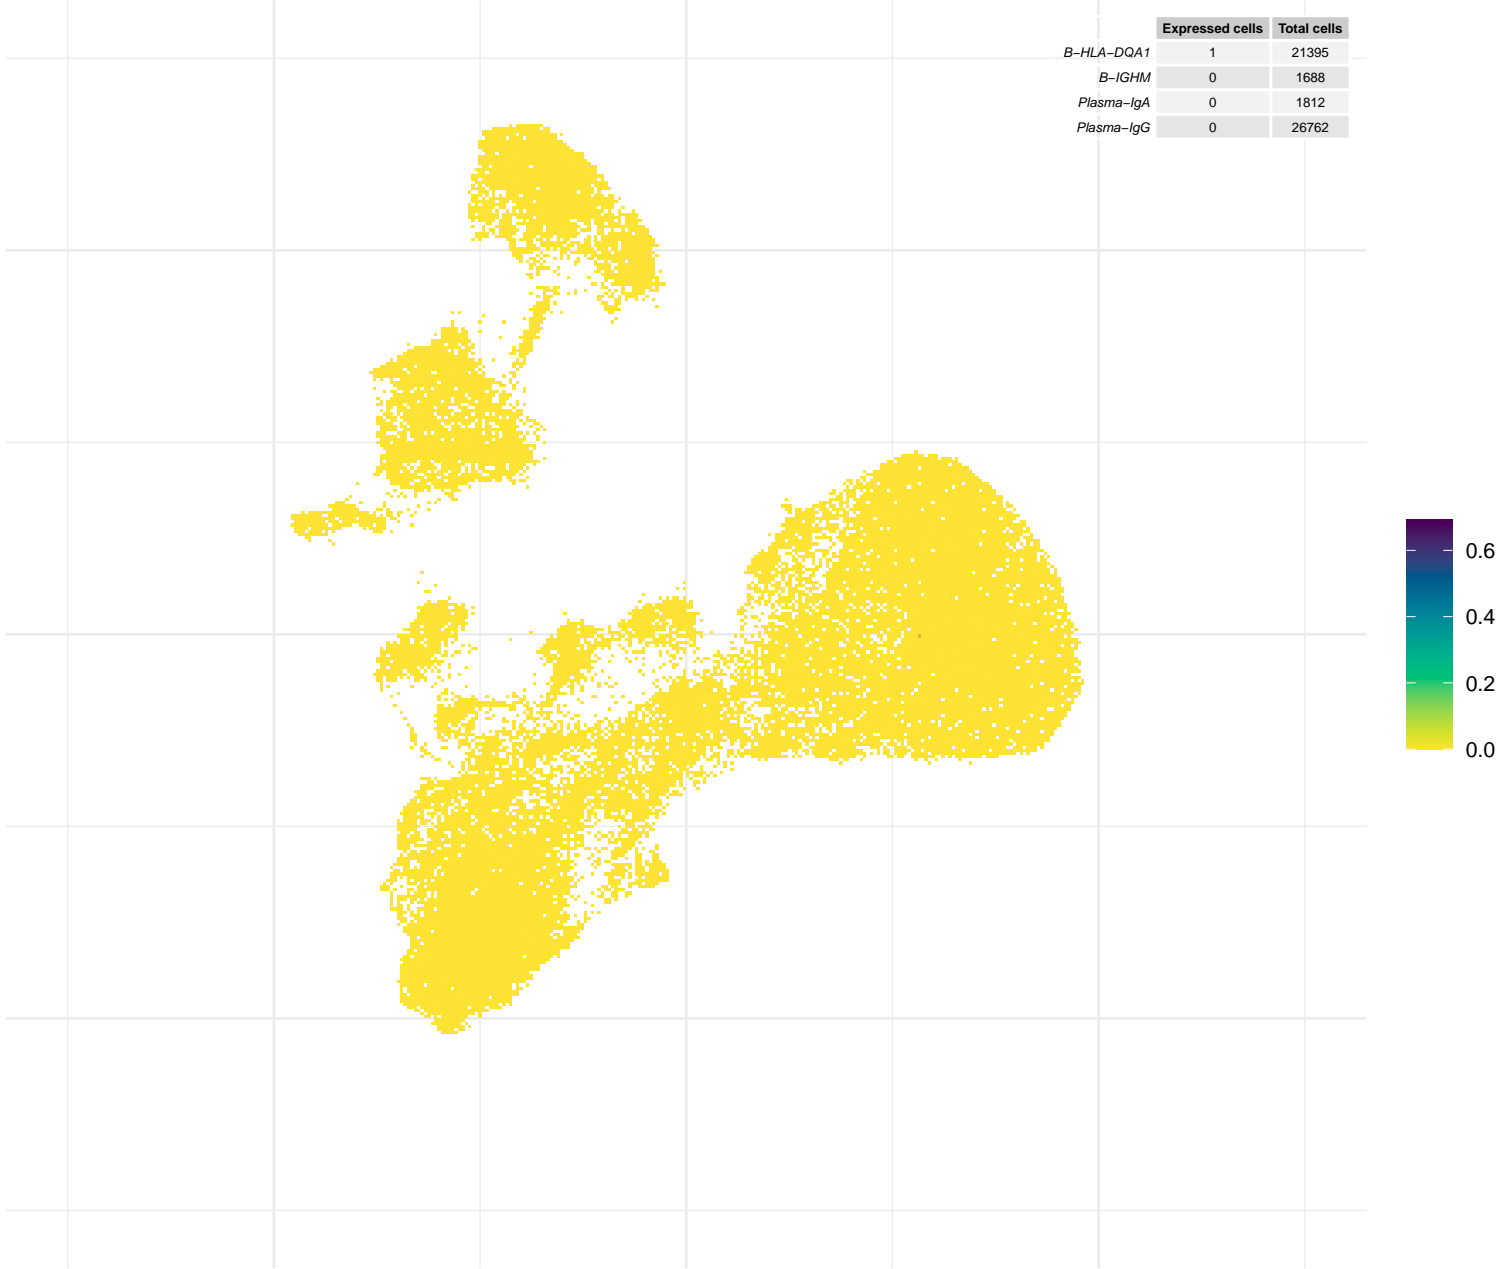 Expressed cells Total cells
B−HLA−DQA1 1 21395
B−IGHM 0 1688
Plasma−IgA 0 1812
Plasma−IgG 0 26762
0.6
0.4
0.2
0.0